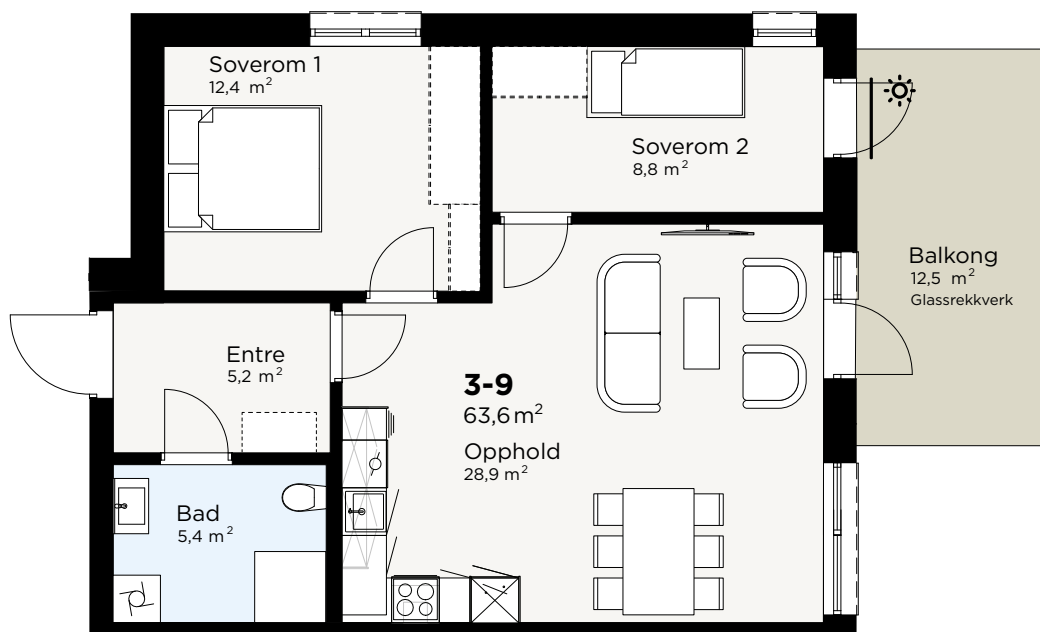 Soverom 1
12,4 m²
Soverom 2
8,8 m²
Balkong
12,5 m²
Glassrekkverk
Entre
5,2 m²
3-9
63,6 m²
Opphold
28,9 m²
Bad
5,4 m²